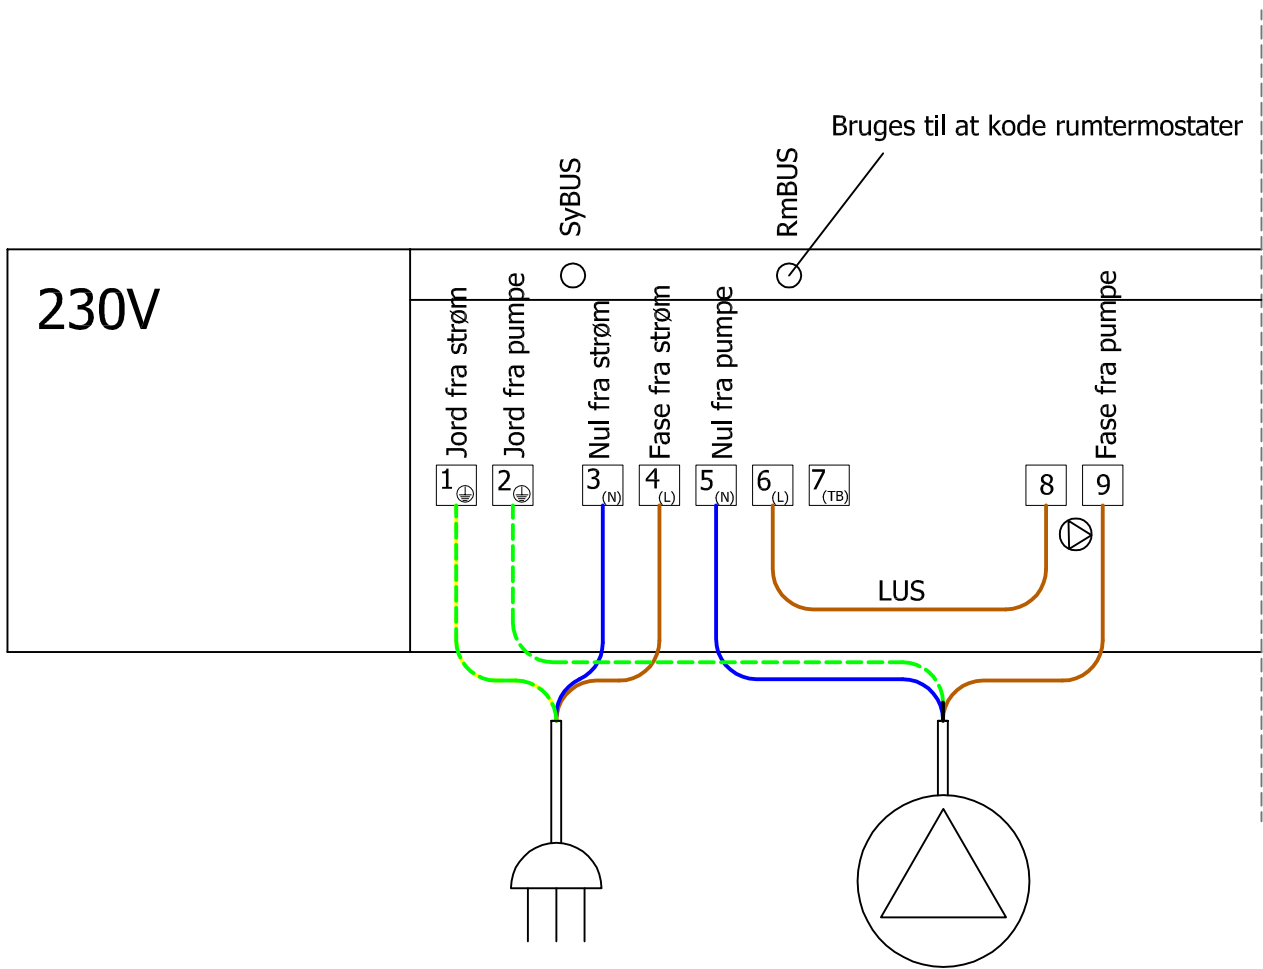 Bruges til at kode rumtermostater
SyBUS
RmBUS
230V
Jord fra strøm
Jord fra pumpe
Nul fra strøm
Fase fra strøm
Nul fra pumpe
Fase fra pumpe
1
2
3 (N)
4 (L)
5 (N)
6 (L)
7 (TB)
8
9
LUS